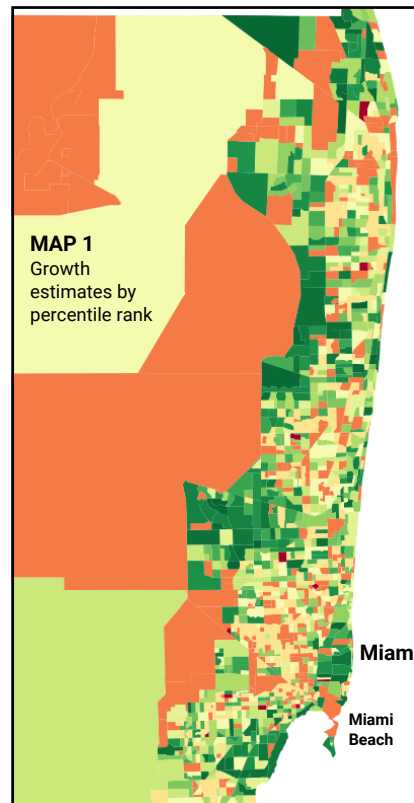 MAP 1
Growth
estimates by
percentile rank
Miam
Miami
Beach